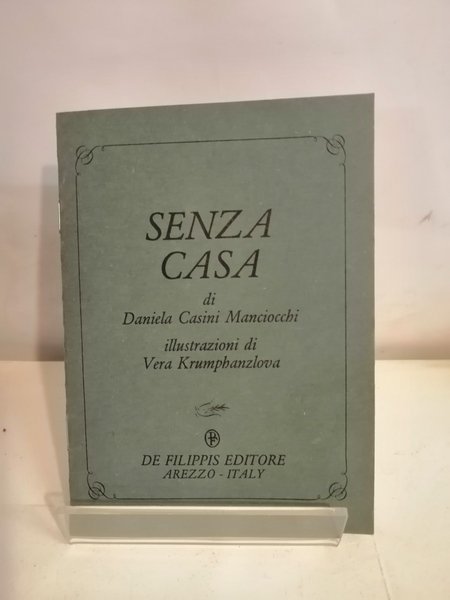 SENZA
CASA
di
Daniela Casini Manciocchi
illustrazioni di
Vera Krumphanzlova
DE FILIPPIS EDITORE
AREZZO - ITALY